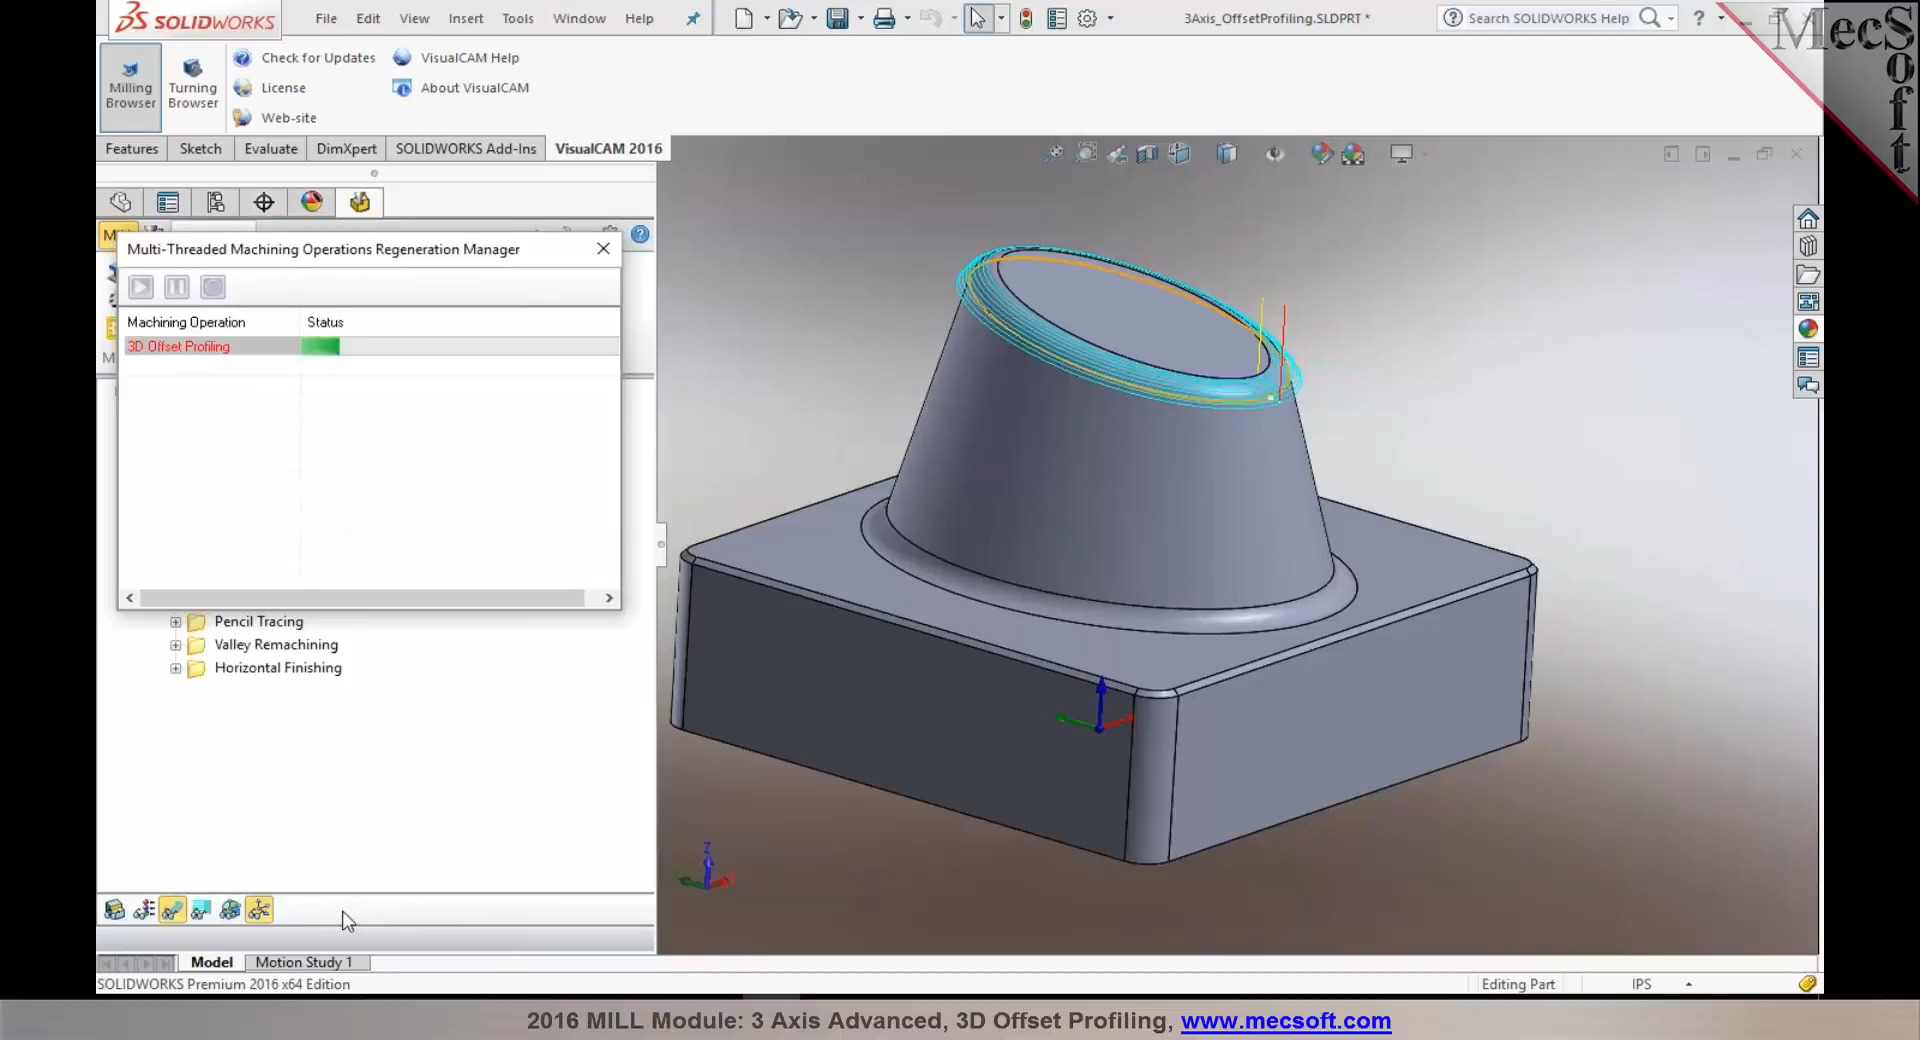 SOLIDWORKS File Edit View Insert Tools Window Help 3Axis_OffsetProfiling.SLDPRT * Search SOLIDWORKS Help ?
MecSoft
Milling Browser
Turning Browser
Check for Updates
VisualCAM Help
License
About VisualCAM
Web-site
Features Sketch Evaluate DimXpert SOLIDWORKS Add-Ins VisualCAM 2016
Multi-Threaded Machining Operations Regeneration Manager
Machining Operation Status
3D Offset Profiling
Pencil Tracing
Valley Remachining
Horizontal Finishing
Z
Model Motion Study 1
SOLIDWORKS Premium 2016 x64 Edition Editing Part IPS
2016 MILL Module: 3 Axis Advanced, 3D Offset Profiling, www.mecsoft.com